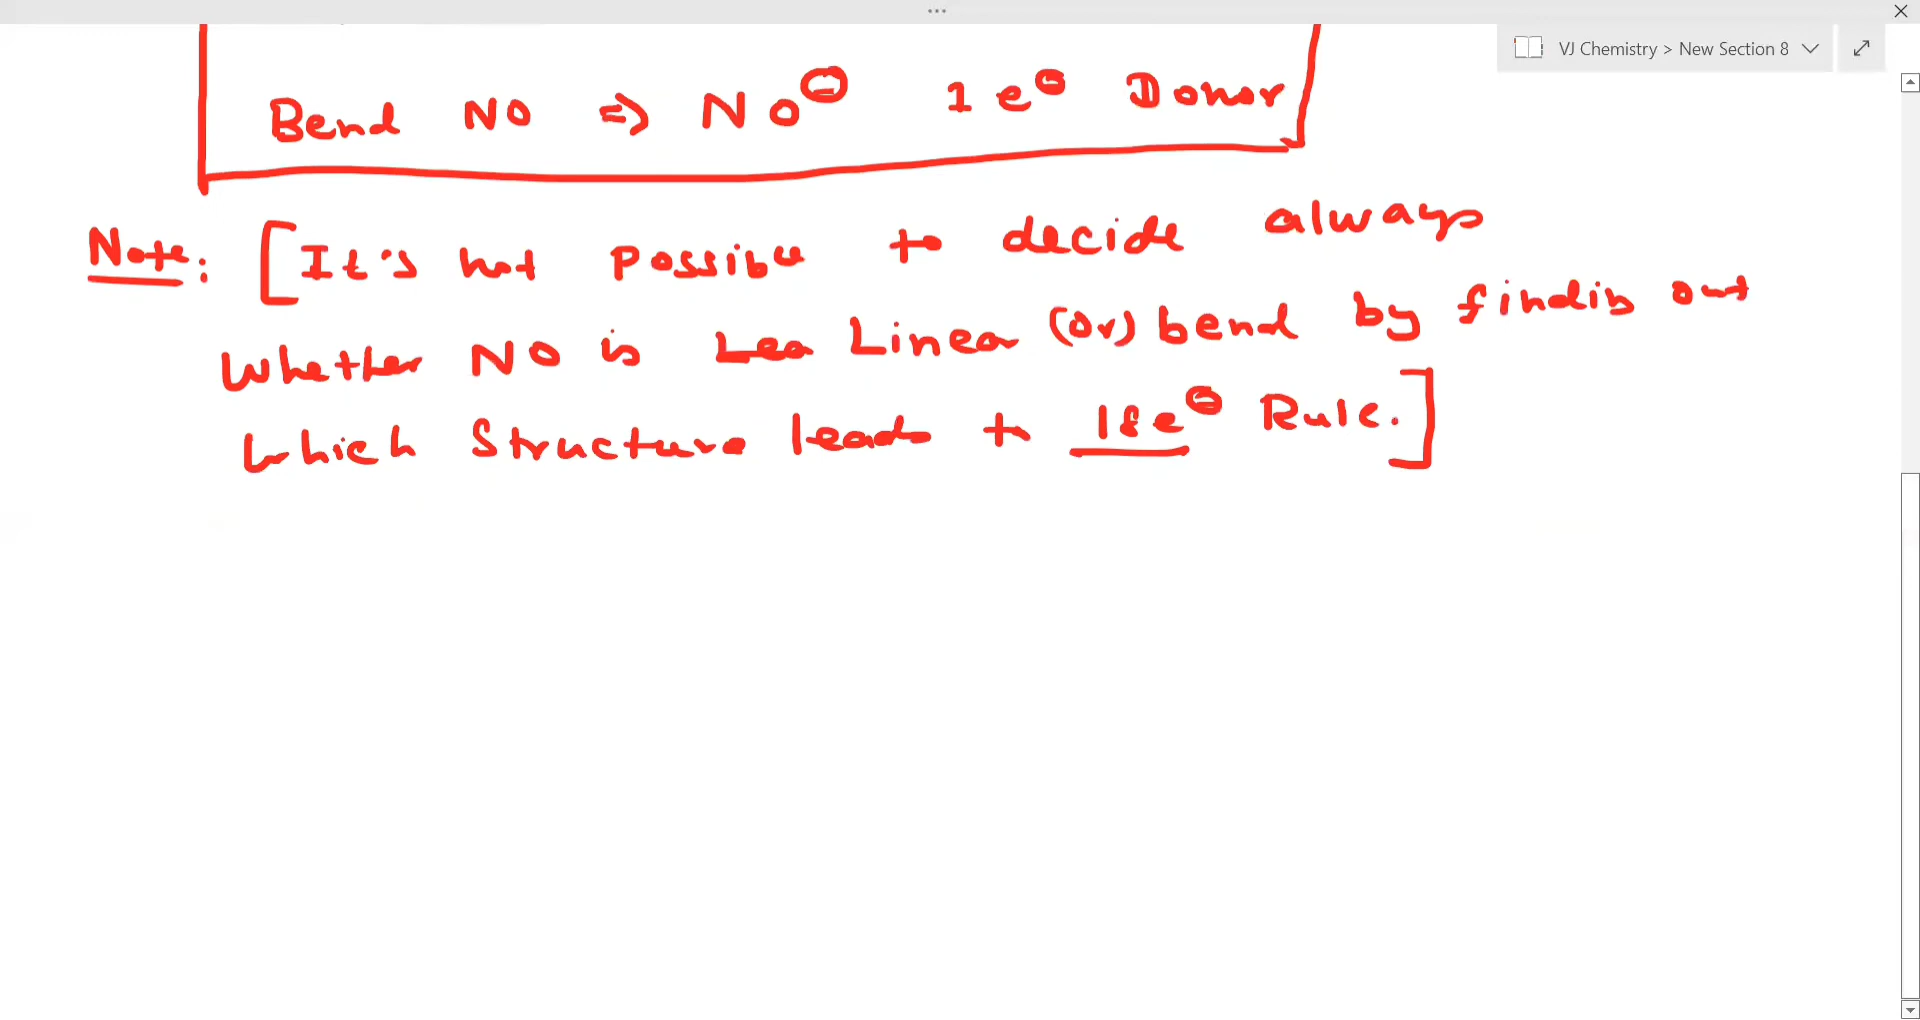 VJ Chemistry > New Section 8
Bend NO ⇒ NO⊖ 1 e⊖ Donor
Note: [It's not possible to decide always
Whether NO is Linear (or) bend by finding out
which Structure leads to 18e⊖ Rule.]